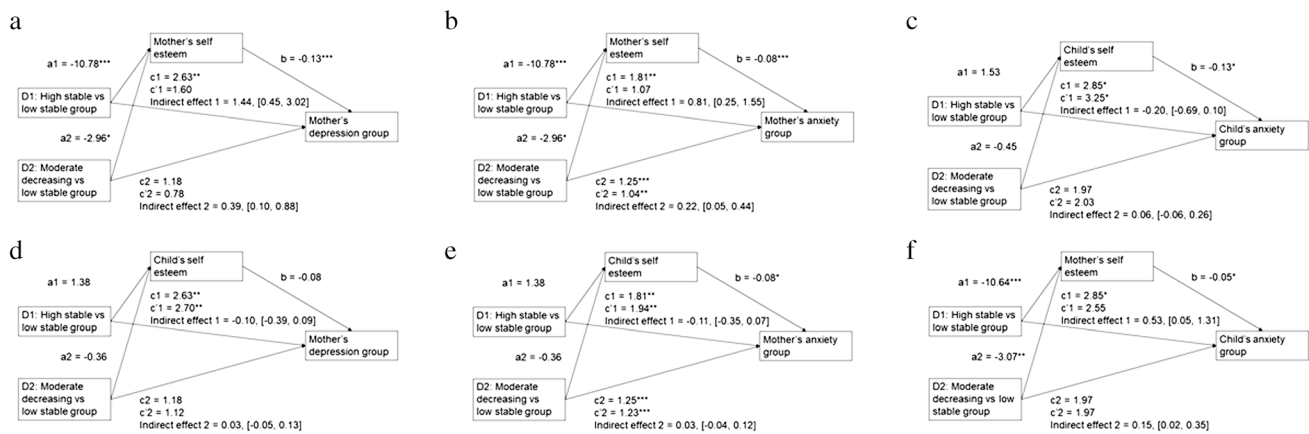 a
Mother's self
esteem
a1 = -10.78***
b = -0.13***
c1 = 2.63**
c'1 =1.60
Indirect effect 1 = 1.44, [0.45, 3.02]
D1: High stable vs
low stable group
Mother's
depression group
a2 = -2.96*
D2: Moderate
decreasing vs
low stable group
c2 = 1.18
c'2 = 0.78
Indirect effect 2 = 0.39, [0.10, 0.88]
b
Mother's self
esteem
a1 = -10.78***
b = -0.08***
c1 = 1.81**
c'1 = 1.07
Indirect effect 1 = 0.81, [0.25, 1.55]
D1: High stable vs
low stable group
Mother's anxiety
group
a2 = -2.96*
D2: Moderate
decreasing vs
low stable group
c2 = 1.25***
c'2 = 1.04**
Indirect effect 2 = 0.22, [0.05, 0.44]
c
Child's self
esteem
a1 = 1.53
b = -0.13*
c1 = 2.85*
c'1 = 3.25*
Indirect effect 1 = -0.20, [-0.69, 0.10]
D1: High stable vs
low stable group
Child's anxiety
group
a2 = -0.45
D2: Moderate
decreasing vs
low stable group
c2 = 1.97
c'2 = 2.03
Indirect effect 2 = 0.06, [-0.06, 0.26]
d
Child's self
esteem
a1 = 1.38
b = -0.08
c1 = 2.63**
c'1 = 2.70**
Indirect effect 1 = -0.10, [-0.39, 0.09]
D1: High stable vs
low stable group
Mother's
depression group
a2 = -0.36
D2: Moderate
decreasing vs
low stable group
c2 = 1.18
c'2 = 1.12
Indirect effect 2 = 0.03, [-0.05, 0.13]
e
Child's self
esteem
a1 = 1.38
b = -0.08*
c1 = 1.81**
c'1 = 1.94**
Indirect effect 1 = -0.11, [-0.35, 0.07]
D1: High stable vs
low stable group
Mother's anxiety
group
a2 = -0.36
D2: Moderate
decreasing vs
low stable group
c2 = 1.25***
c'2 = 1.23***
Indirect effect 2 = 0.03, [-0.04, 0.12]
f
Mother's self
esteem
a1 = -10.64***
b = -0.05*
c1 = 2.85*
c'1 = 2.55
Indirect effect 1 = 0.53, [0.05, 1.31]
D1: High stable vs
low stable group
Child's anxiety
group
a2 = -3.07**
D2: Moderate
decreasing vs low
stable group
c2 = 1.97
c'2 = 1.97
Indirect effect 2 = 0.15, [0.02, 0.35]